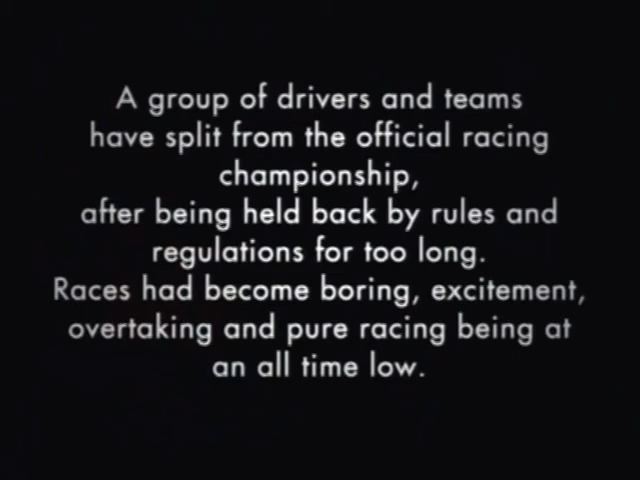 A group of drivers and teams
have split from the official racing
championship,
after being held back by rules and
regulations for too long.
Races had become boring, excitement,
overtaking and pure racing being at
an all time low.